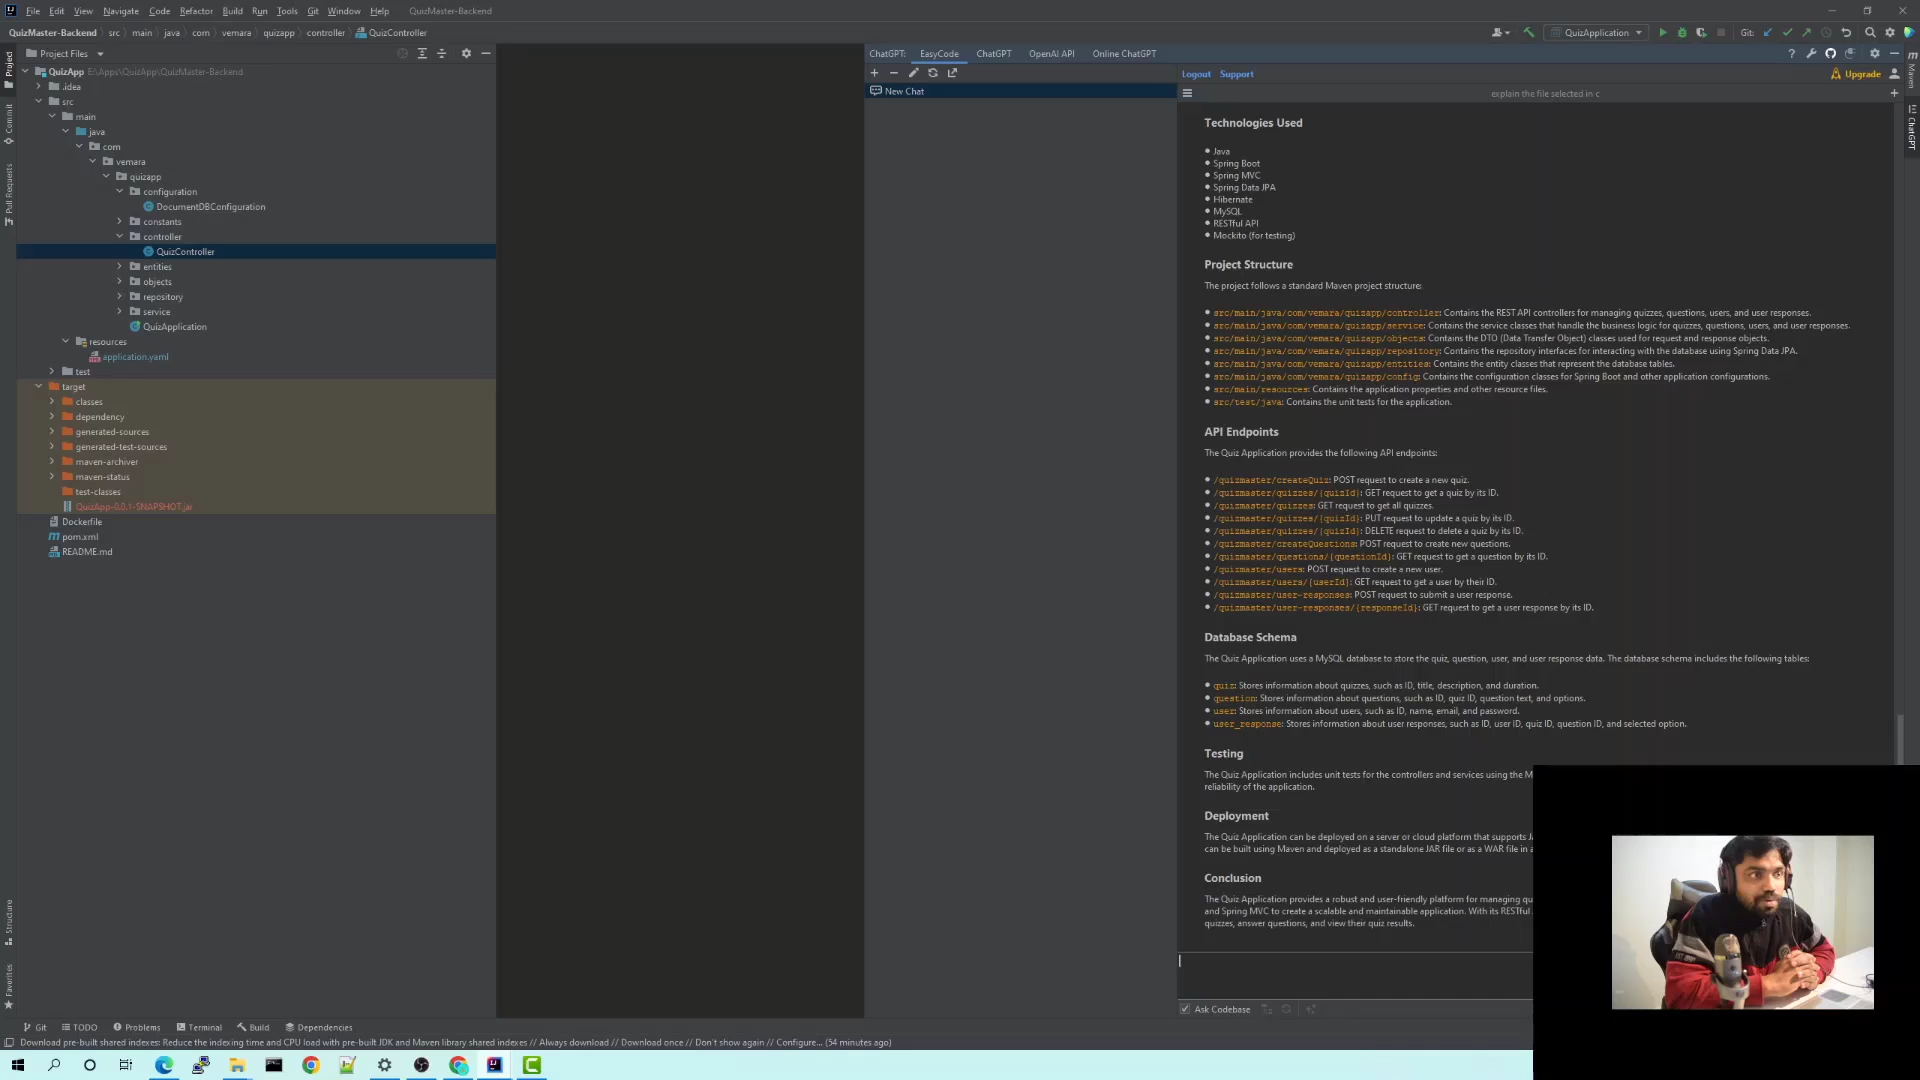 File Edit View Navigate Code Refactor Build Run Tools Git Window Help QuizMaster-Backend
QuizMaster-Backend src main java com vemara quizapp controller QuizController
QuizApplication
Git:
Project Files
QuizApp E:\Apps\QuizApp\QuizMaster-Backend
.idea
src
main
java
com
vemara
quizapp
configuration
DocumentDBConfiguration
constants
controller
QuizController
entities
objects
repository
service
QuizApplication
resources
application.yaml
test
target
classes
dependency
generated-sources
generated-test-sources
maven-archiver
maven-status
test-classes
QuizApp-0.0.1-SNAPSHOT.jar
Dockerfile
pom.xml
README.md
Project
Commit
Pull Requests
Structure
Favorites
ChatGPT: EasyCode ChatGPT OpenAI API Online ChatGPT
New Chat
Logout Support
Upgrade
explain the file selected in c
Maven
ChatGPT
Technologies Used
Java
Spring Boot
Spring MVC
Spring Data JPA
Hibernate
MySQL
RESTful API
Mockito (for testing)
Project Structure
The project follows a standard Maven project structure:
src/main/java/com/vemara/quizapp/controller: Contains the REST API controllers for managing quizzes, questions, users, and user responses.
src/main/java/com/vemara/quizapp/service: Contains the service classes that handle the business logic for quizzes, questions, users, and user responses.
src/main/java/com/vemara/quizapp/objects: Contains the DTO (Data Transfer Object) classes used for request and response objects.
src/main/java/com/vemara/quizapp/repository: Contains the repository interfaces for interacting with the database using Spring Data JPA.
src/main/java/com/vemara/quizapp/entities: Contains the entity classes that represent the database tables.
src/main/java/com/vemara/quizapp/config: Contains the configuration classes for Spring Boot and other application configurations.
src/main/resources: Contains the application properties and other resource files.
src/test/java: Contains the unit tests for the application.
API Endpoints
The Quiz Application provides the following API endpoints:
/quizmaster/createQuiz: POST request to create a new quiz.
/quizmaster/quizzes/{quizId}: GET request to get a quiz by its ID.
/quizmaster/quizzes: GET request to get all quizzes.
/quizmaster/quizzes/{quizId}: PUT request to update a quiz by its ID.
/quizmaster/quizzes/{quizId}: DELETE request to delete a quiz by its ID.
/quizmaster/createQuestions: POST request to create new questions.
/quizmaster/questions/{questionId}: GET request to get a question by its ID.
/quizmaster/users: POST request to create a new user.
/quizmaster/users/{userId}: GET request to get a user by their ID.
/quizmaster/user-responses: POST request to submit a user response.
/quizmaster/user-responses/{responseId}: GET request to get a user response by its ID.
Database Schema
The Quiz Application uses a MySQL database to store the quiz, question, user, and user response data. The database schema includes the following tables:
quiz: Stores information about quizzes, such as ID, title, description, and duration.
question: Stores information about questions, such as ID, quiz ID, question text, and options.
user: Stores information about users, such as ID, name, email, and password.
user_response: Stores information about user responses, such as ID, user ID, quiz ID, question ID, and selected option.
Testing
The Quiz Application includes unit tests for the controllers and services using the M
reliability of the application.
Deployment
The Quiz Application can be deployed on a server or cloud platform that supports J
can be built using Maven and deployed as a standalone JAR file or as a WAR file in a
Conclusion
The Quiz Application provides a robust and user-friendly platform for managing qu
and Spring MVC to create a scalable and maintainable application. With its RESTful
quizzes, answer questions, and view their quiz results.
Ask Codebase
Git TODO Problems Terminal Build Dependencies
Download pre-built shared indexes: Reduce the indexing time and CPU load with pre-built JDK and Maven library shared indexes // Always download // Download once // Don't show again // Configure... (54 minutes ago)